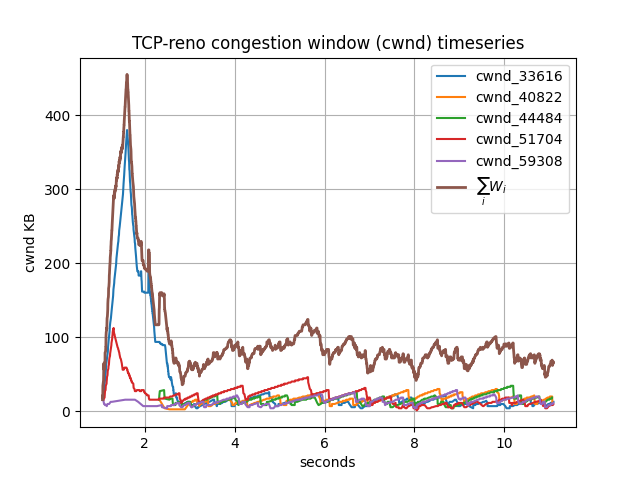 TCP-reno congestion window (cwnd) timeseries
cwnd_33616
cwnd_40822
cwnd_44484
cwnd_51704
cwnd_59308
∑ᵢ Wᵢ
cwnd KB
400
300
200
100
0
2 4 6 8 10
seconds